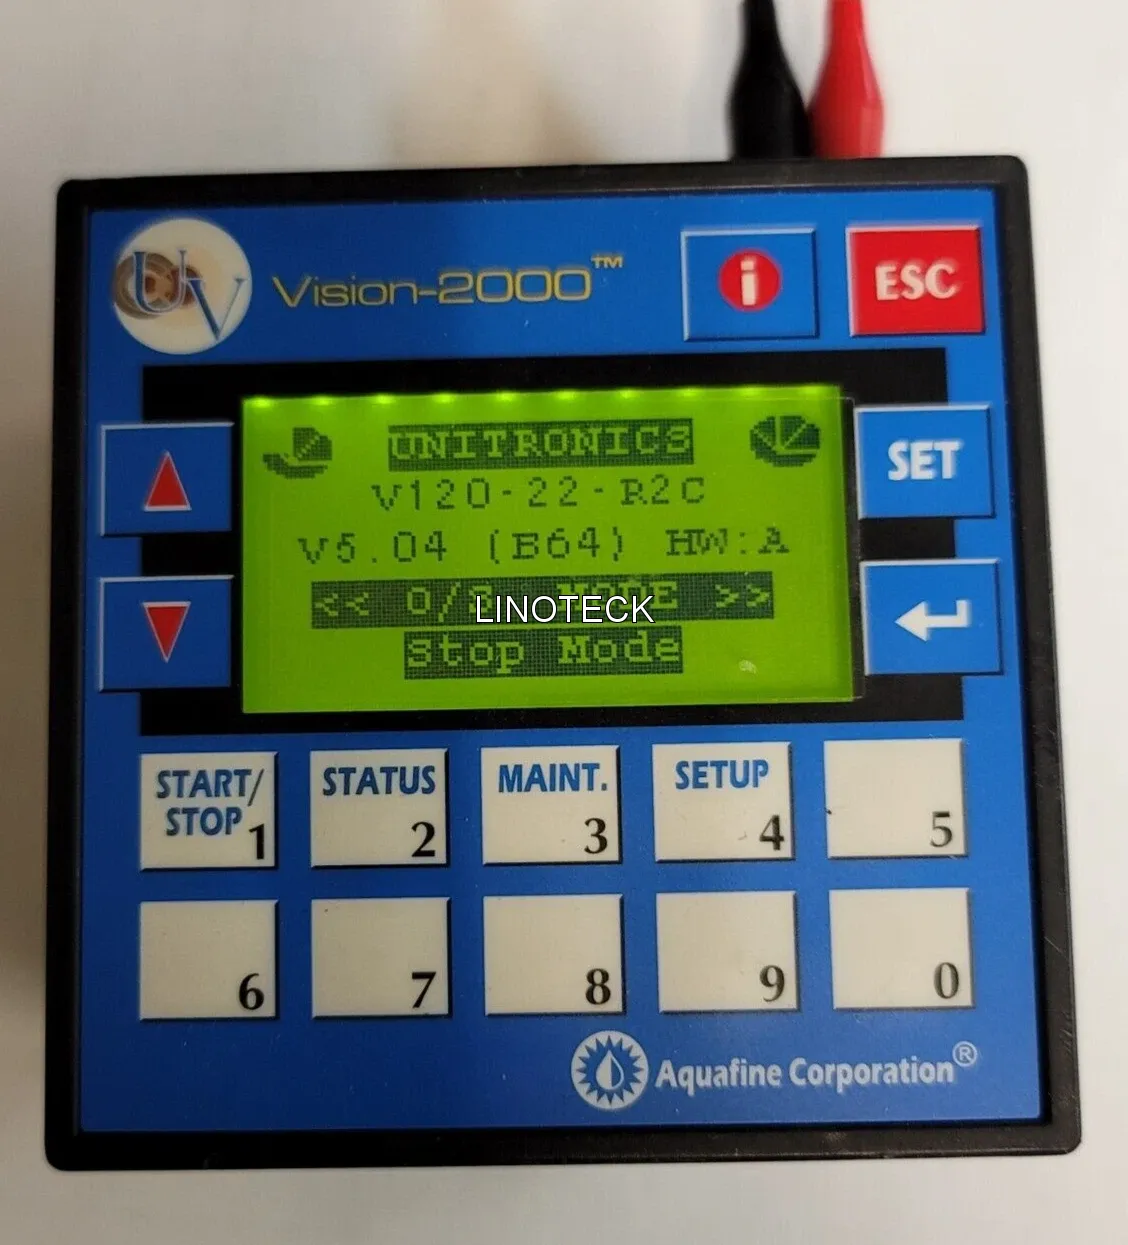 UV
Vision-2000™
i
ESC
UNITRONICS
V120-22-R2C
V5.04 (B64) HW:A
<< O/S MODE >>
LINOTECK
Stop Mode
SET
START/
STOP 1
STATUS
2
MAINT.
3
SETUP
4
5
6
7
8
9
0
Aquafine Corporation®